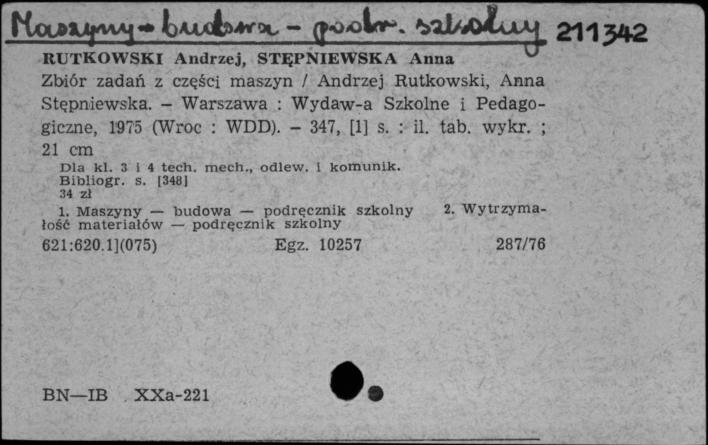 Maszyny - budowa - podr. szkolny 211342
RUTKOWSKI Andrzej, STĘPNIEWSKA Anna
Zbiór zadań z części maszyn / Andrzej Rutkowski, Anna
Stępniewska. – Warszawa : Wydaw-a Szkolne i Pedago-
giczne, 1975 (Wroc : WDD). – 347, [1] s. : il. tab. wykr. ;
21 cm
Dla kl. 3 i 4 tech. mech., odlew. i komunik.
Bibliogr. s. [348]
34 zł
1. Maszyny — budowa — podręcznik szkolny 2. Wytrzyma-
łość materiałów — podręcznik szkolny
621:620.1](075) Egz. 10257 287/76
BN—IB XXa-221